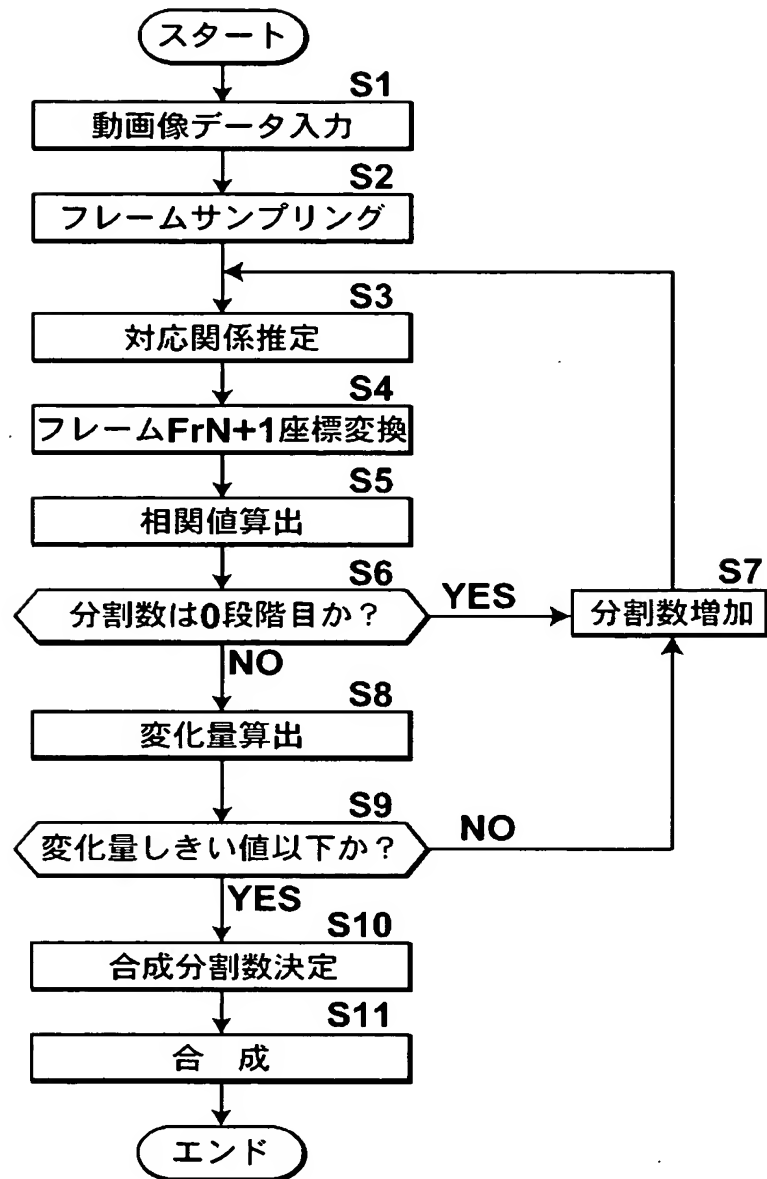 スタート
S1
動画像データ入力
S2
フレームサンプリング
S3
対応関係推定
S4
フレームFrN+1座標変換
S5
相関値算出
S6
分割数は0段階目か?
YES
S7
分割数増加
NO
S8
変化量算出
S9
変化量しきい値以下か?
NO
YES
S10
合成分割数決定
S11
合 成
エンド